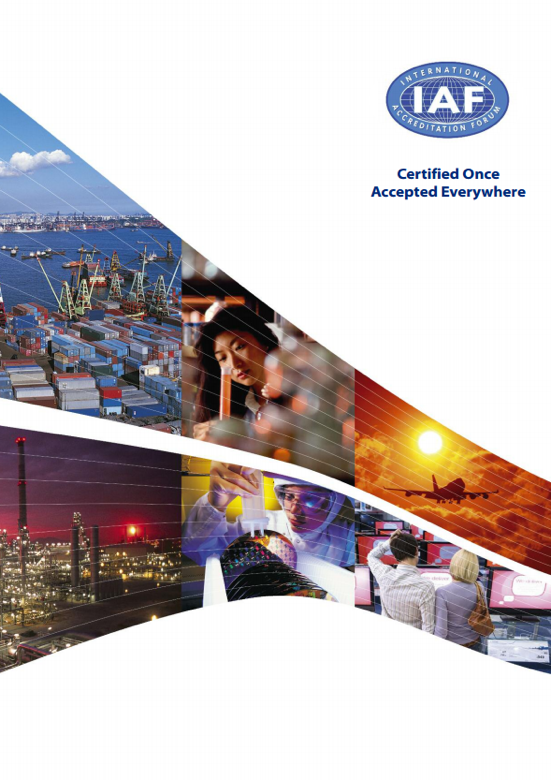 INTERNATIONAL
IAF
ACCREDITATION FORUM
Certified Once
Accepted Everywhere